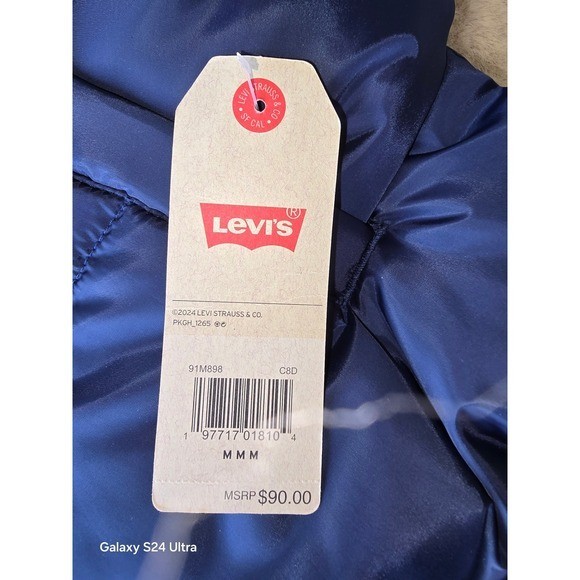 LEVI STRAUSS & CO
ST CAL
LEVI'S®
©2024 LEVI STRAUSS & CO.
PKGH_1265
91M898 C8D
1 97717 01810 4
M M M
MSRP $90.00
Galaxy S24 Ultra